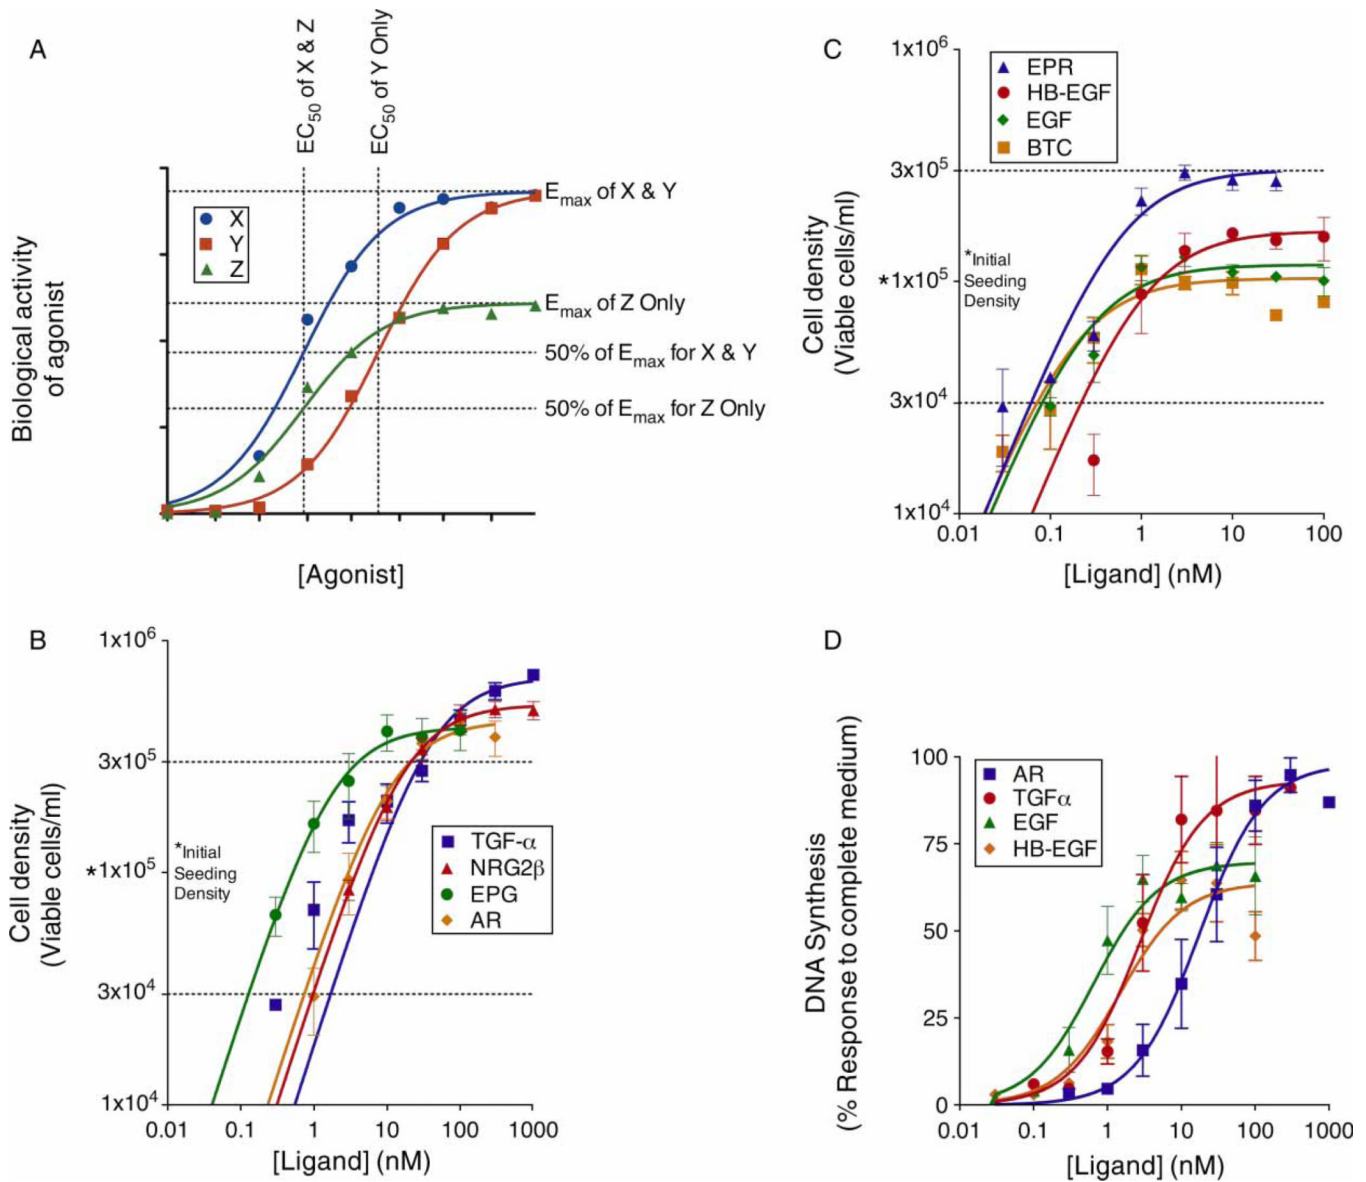 A
EC50 of X & Z
EC50 of Y Only
X
Y
Z
Emax of X & Y
Emax of Z Only
50% of Emax for X & Y
50% of Emax for Z Only
Biological activity
of agonist
[Agonist]
C
1x10^6
3x10^5
*1x10^5
3x10^4
1x10^4
EPR
HB-EGF
EGF
BTC
*Initial
Seeding
Density
Cell density
(Viable cells/ml)
0.01 0.1 1 10 100
[Ligand] (nM)
B
1x10^6
3x10^5
*1x10^5
3x10^4
1x10^4
*Initial
Seeding
Density
TGF-α
NRG2β
EPG
AR
Cell density
(Viable cells/ml)
0.01 0.1 1 10 100 1000
[Ligand] (nM)
D
100
75
50
25
0
AR
TGFα
EGF
HB-EGF
DNA Synthesis
(% Response to complete medium)
0.01 0.1 1 10 100 1000
[Ligand] (nM)